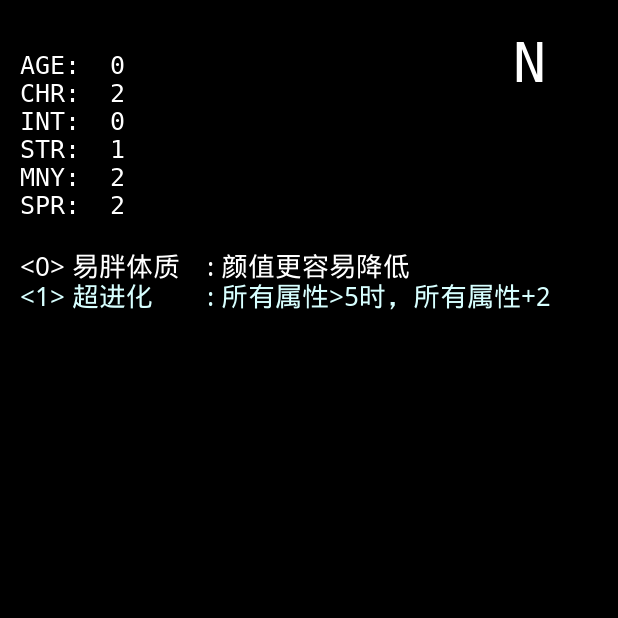 N
AGE: 0
CHR: 2
INT: 0
STR: 1
MNY: 2
SPR: 2
<0> 易胖体质 : 颜值更容易降低
<1> 超进化 : 所有属性>5时，所有属性+2